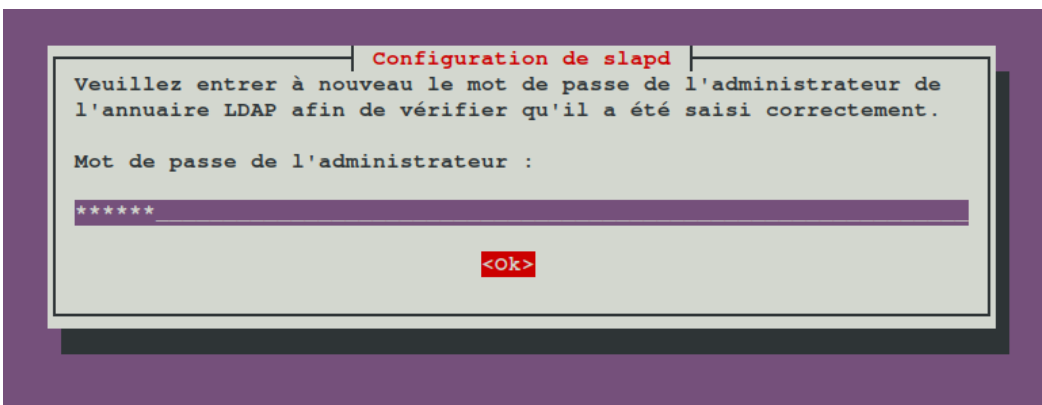 Configuration de slapd
Veuillez entrer à nouveau le mot de passe de l'administrateur de
l'annuaire LDAP afin de vérifier qu'il a été saisi correctement.
Mot de passe de l'administrateur :
******
<Ok>